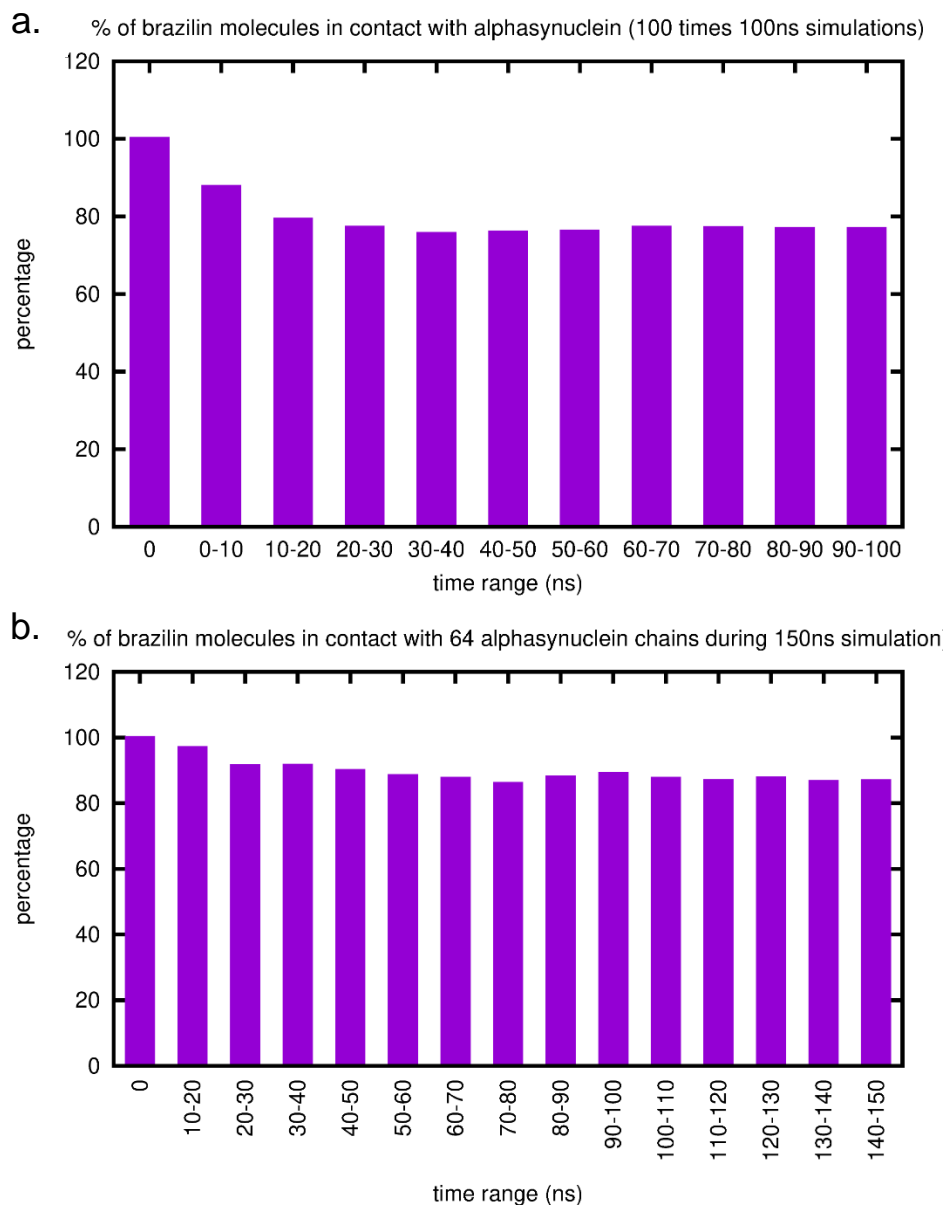 a.
% of brazilin molecules in contact with alphasynuclein (100 times 100ns simulations)
120
100
80
60
40
20
0
percentage
0 0-10 10-20 20-30 30-40 40-50 50-60 60-70 70-80 80-90 90-100
time range (ns)
b.
% of brazilin molecules in contact with 64 alphasynuclein chains during 150ns simulation)
120
100
80
60
40
20
0
percentage
0 10-20 20-30 30-40 40-50 50-60 60-70 70-80 80-90 90-100 100-110 110-120 120-130 130-140 140-150
time range (ns)